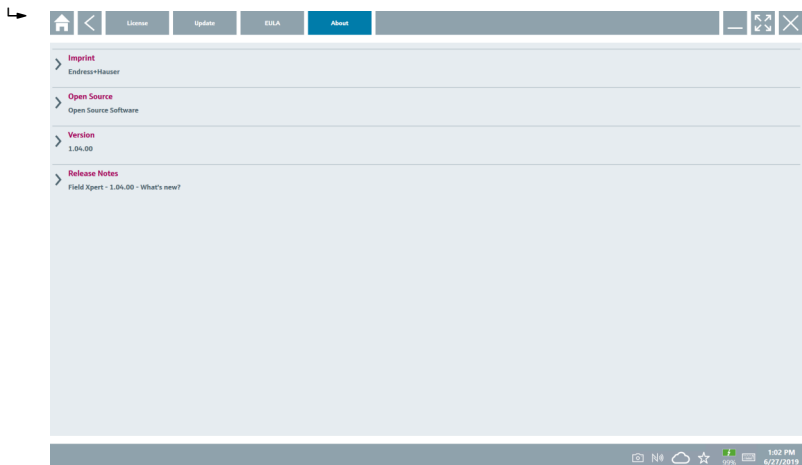 License
Update
EULA
About
Imprint
Endress+Hauser
Open Source
Open Source Software
Version
1.04.00
Release Notes
Field Xpert - 1.04.00 - What's new?
99%
1:02 PM
6/27/2019